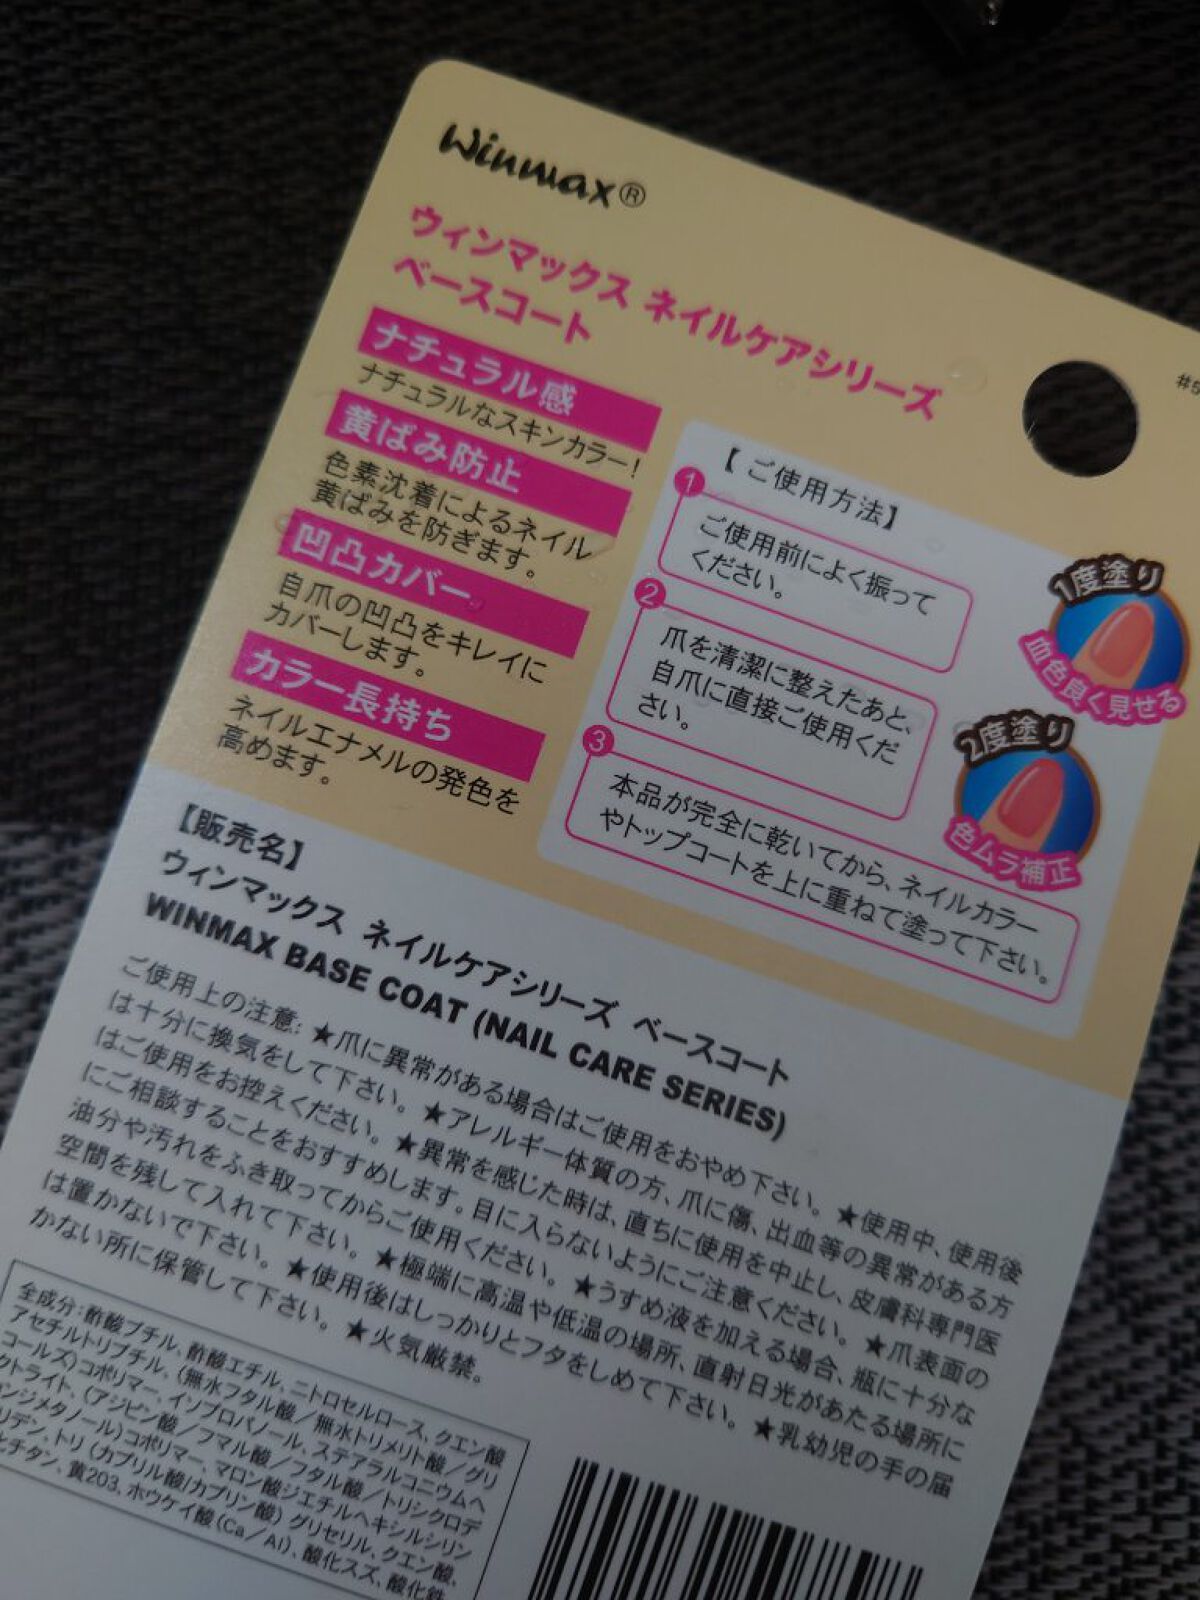 Winmax®
ウィンマックス ネイルケアシリーズ
ベースコート
ナチュラル感
ナチュラルなスキンカラー!
黄ばみ防止
色素沈着によるネイル
黄ばみを防ぎます。
凹凸カバー
自爪の凹凸をキレイに
カバーします。
カラー長持ち
ネイルエナメルの発色を
高めます。
【ご使用方法】
1
ご使用前によく振って
ください。
2
爪を清潔に整えたあと、
自爪に直接ご使用くだ
さい。
3
本品が完全に乾いてから、ネイルカラー
やトップコートを上に重ねて塗って下さい。
1度塗り
血色良く見せる
2度塗り
色ムラ補正
【販売名】
ウィンマックス ネイルケアシリーズ ベースコート
WINMAX BASE COAT (NAIL CARE SERIES)
ご使用上の注意: ★爪に異常がある場合はご使用をおやめ下さい。★使用中、使用後
は十分に換気をして下さい。★アレルギー体質の方、爪に傷、出血等の異常がある方
はご使用をお控えください。★異常を感じた時は、直ちに使用を中止し、皮膚科専門医
にご相談することをおすすめします。目に入らないようにご注意ください。★爪表面の
油分や汚れをふき取ってからご使用ください。★うすめ液を加える場合、瓶に十分な
空間を残して入れて下さい。★極端に高温や低温の場所、直射日光があたる場所に
は置かないで下さい。★使用後はしっかりとフタをしめて下さい。★乳幼児の手の届
かない所に保管して下さい。★火気厳禁。
全成分:酢酸ブチル、酢酸エチル、ニトロセルロース、クエン酸
アセチルトリブチル、(無水フタル酸/無水トリメリト酸/グリ
コールズ)コポリマー、イソプロパノール、ステアラルコニウムヘ
クトライト、(アジピン酸/フマル酸/フタル酸/トリシクロデ
ンジメタノール)コポリマー、マロン酸ジエチルヘキシルシリン
リデン、トリ(カプリル酸/カプリン酸)グリセリル、クエン酸、
チタン、黄203、ホウケイ酸(Ca/Al)、酸化スズ、酸化鉄